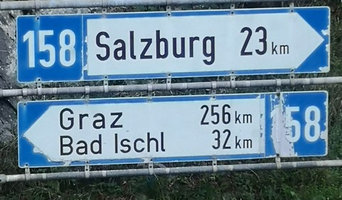 158 Salzburg 23 km
Graz 256 km 158
Bad Ischl 32 km